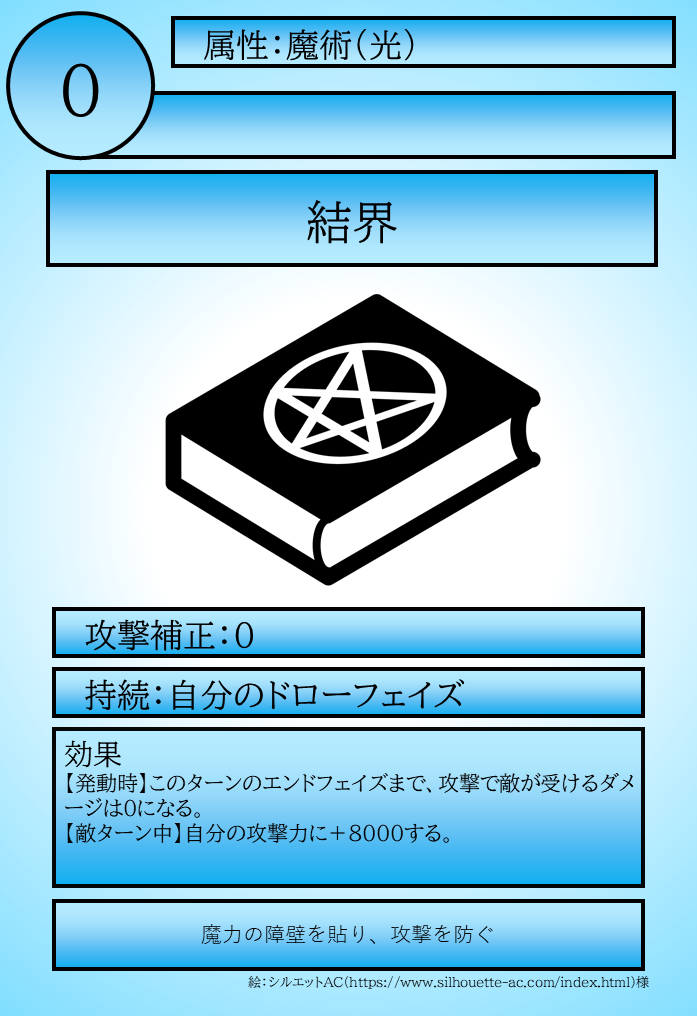 0
属性：魔術（光）
結界
攻撃補正：0
持続：自分のドローフェイズ
効果
【発動時】このターンのエンドフェイズまで、攻撃で敵が受けるダメ
ージは0になる。
【敵ターン中】自分の攻撃力に＋8000する。
魔力の障壁を貼り、攻撃を防ぐ
絵：シルエットAC（https://www.silhouette-ac.com/index.html）様